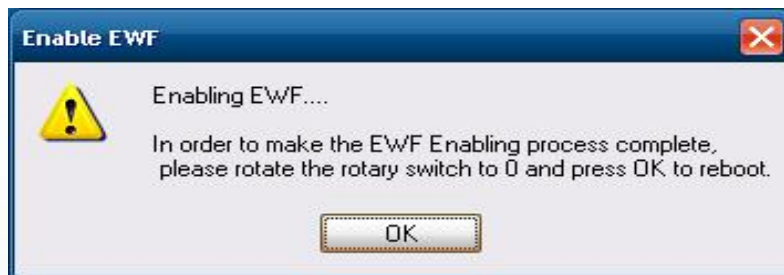 Enable EWF
Enabling EWF....
In order to make the EWF Enabling process complete,
please rotate the rotary switch to 0 and press OK to reboot.
OK